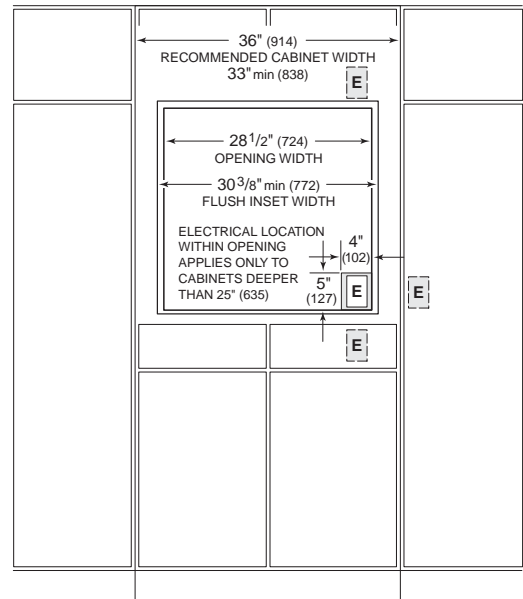 36" (914)
RECOMMENDED CABINET WIDTH
33" min (838)
E
28 1/2" (724)
OPENING WIDTH
30 3/8" min (772)
FLUSH INSET WIDTH
ELECTRICAL LOCATION
WITHIN OPENING
APPLIES ONLY TO
CABINETS DEEPER
THAN 25" (635)
4"
(102)
5"
(127)
E
E
E